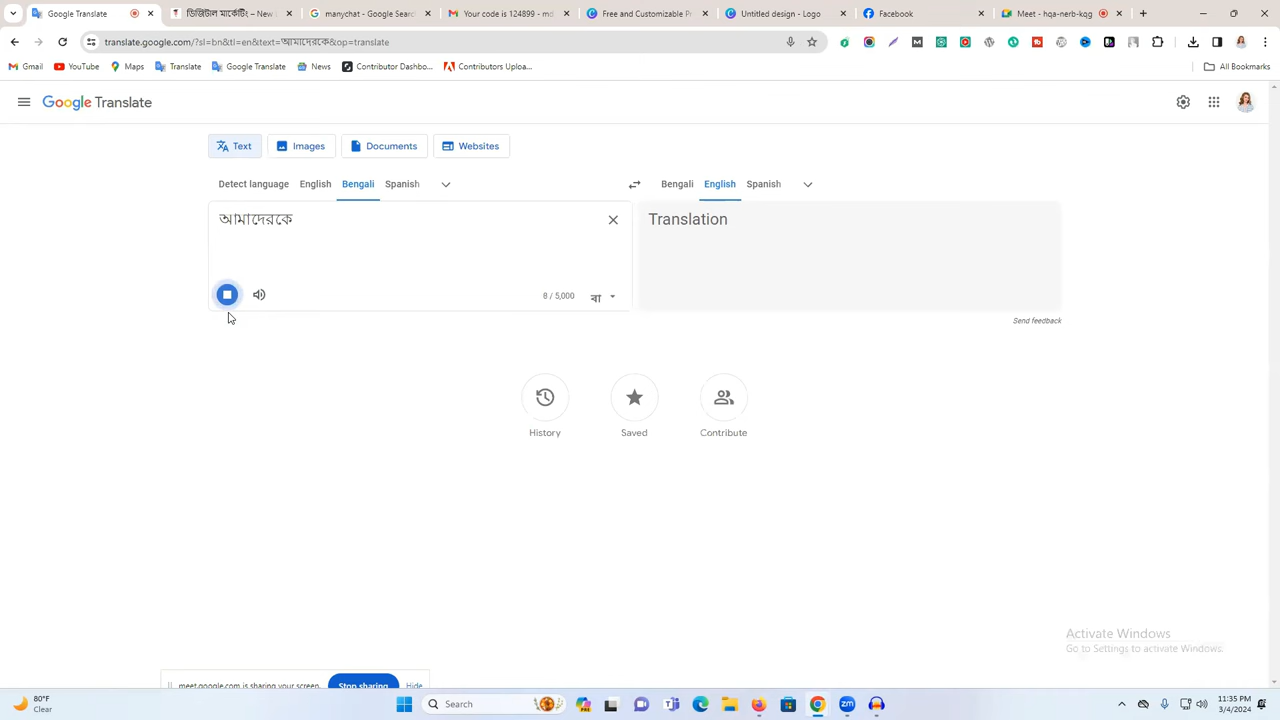 Google Translate
ডিজিটাল মার্কেটিং – New
manychat - Google Search
My code is 124899 - md
Free and Customizable Pr
Untitled design - Logo
Facebook
Meet - hqa-nerb-kqg
translate.google.com/?sl=bn&tl=en&text=আমাদেরকে&op=translate
Gmail
YouTube
Maps
Translate
Google Translate
News
Contributor Dashbo...
Contributors Uploa...
All Bookmarks
Google Translate
Text
Images
Documents
Websites
Detect language English Bengali Spanish
Bengali English Spanish
আমাদেরকে
Translation
8 / 5,000
বা
Send feedback
History
Saved
Contribute
Activate Windows
Go to Settings to activate Windows.
meet.google.com is sharing your screen.
Stop sharing
Hide
80°F
Clear
Search
11:35 PM
3/4/2024